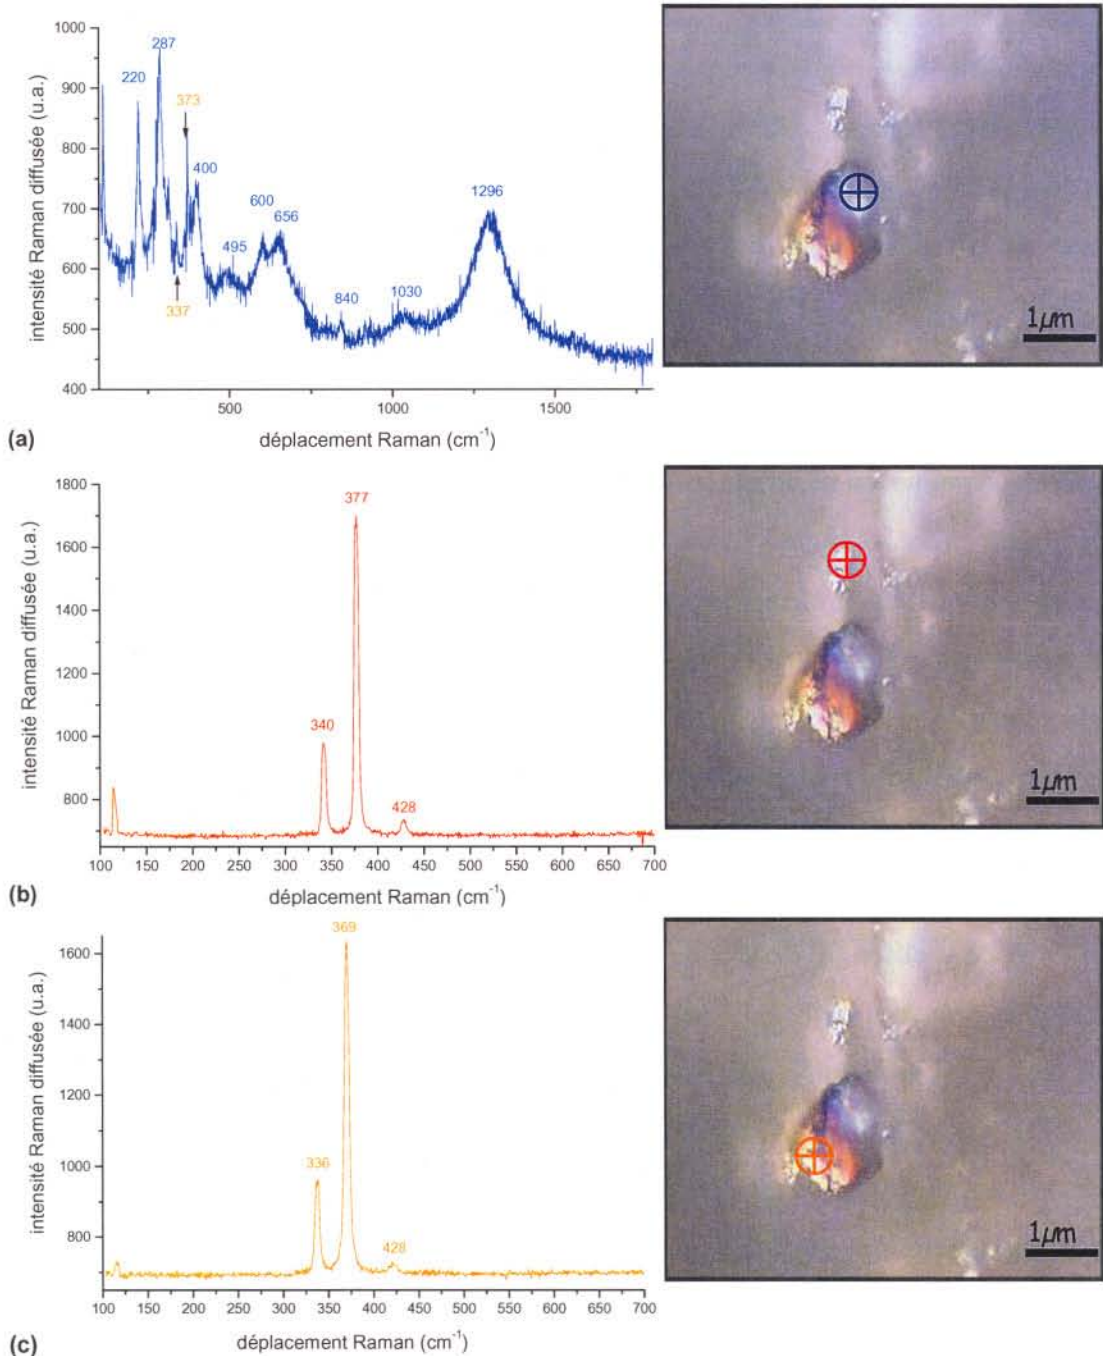 intensité Raman diffusée (u.a.)
1000
900
800
700
600
500
400
220
287
373
400
337
495
600
656
840
1030
1296
500
1000
1500
déplacement Raman (cm⁻¹)
(a)
1µm
intensité Raman diffusée (u.a.)
1800
1600
1400
1200
1000
800
340
377
428
100 150 200 250 300 350 400 450 500 550 600 650 700
déplacement Raman (cm⁻¹)
(b)
1µm
intensité Raman diffusée (u.a.)
1600
1400
1200
1000
800
336
369
428
100 150 200 250 300 350 400 450 500 550 600 650 700
déplacement Raman (cm⁻¹)
(c)
1µm